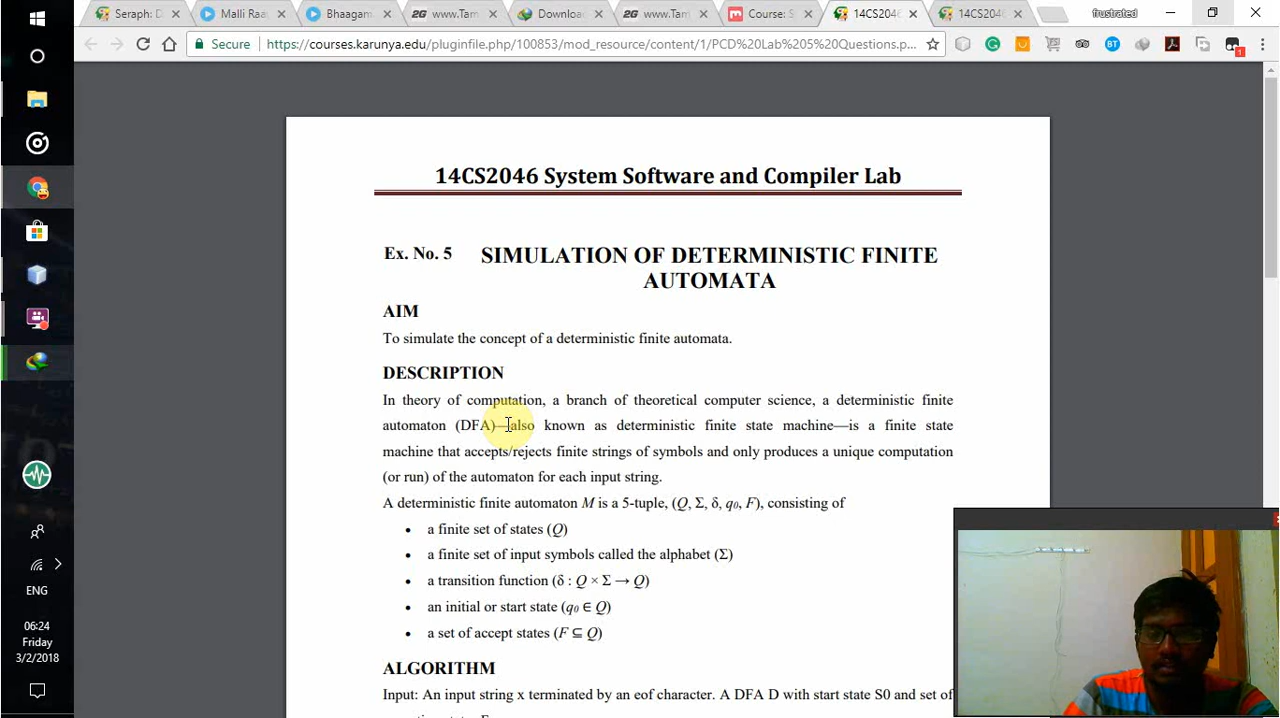 Seraph: D
Malli Raa
Bhaagam
www.Tam
Downloa
www.Tam
Course: S
14CS204
14CS204
frustrated
Secure https://courses.karunya.edu/pluginfile.php/100853/mod_resource/content/1/PCD%20Lab%205%20Questions.p...
14CS2046 System Software and Compiler Lab
Ex. No. 5 SIMULATION OF DETERMINISTIC FINITE
AUTOMATA
AIM
To simulate the concept of a deterministic finite automata.
DESCRIPTION
In theory of computation, a branch of theoretical computer science, a deterministic finite
automaton (DFA)—also known as deterministic finite state machine—is a finite state
machine that accepts/rejects finite strings of symbols and only produces a unique computation
(or run) of the automaton for each input string.
A deterministic finite automaton M is a 5-tuple, (Q, Σ, δ, q0, F), consisting of
• a finite set of states (Q)
• a finite set of input symbols called the alphabet (Σ)
• a transition function (δ : Q × Σ → Q)
• an initial or start state (q0 ∈ Q)
• a set of accept states (F ⊆ Q)
ALGORITHM
Input: An input string x terminated by an eof character. A DFA D with start state S0 and set of
ENG
06:24
Friday
3/2/2018